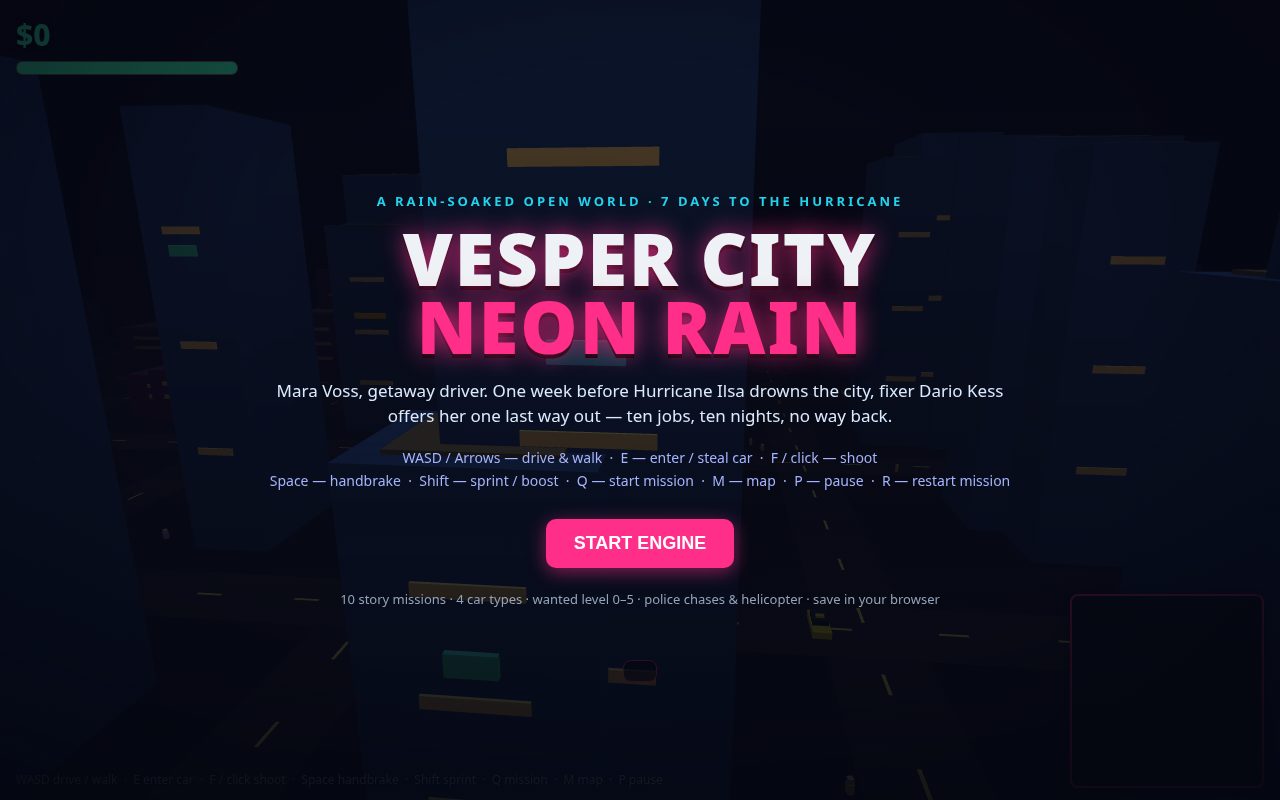 $0
A RAIN-SOAKED OPEN WORLD · 7 DAYS TO THE HURRICANE
VESPER CITY
NEON RAIN
Mara Voss, getaway driver. One week before Hurricane Ilsa drowns the city, fixer Dario Kess
offers her one last way out — ten jobs, ten nights, no way back.
WASD / Arrows — drive & walk · E — enter / steal car · F / click — shoot
Space — handbrake · Shift — sprint / boost · Q — start mission · M — map · P — pause · R — restart mission
START ENGINE
10 story missions · 4 car types · wanted level 0–5 · police chases & helicopter · save in your browser
WASD drive / walk · E enter car · F / click shoot · Space handbrake · Shift sprint · Q mission · M map · P pause